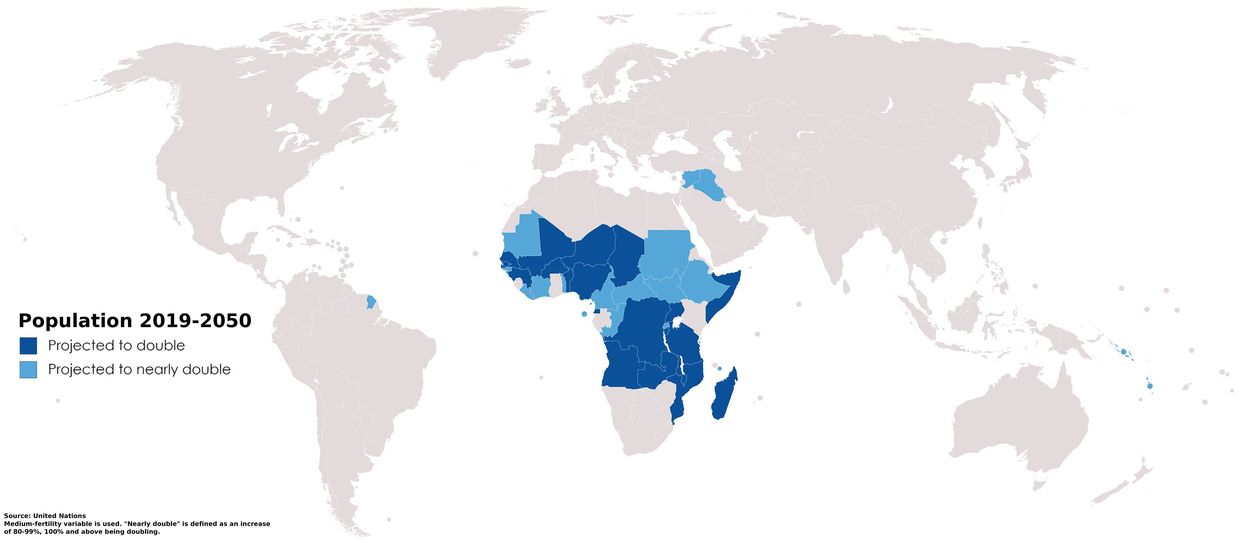 Population 2019-2050
Projected to double
Projected to nearly double
Source: United Nations
Medium-fertility variable is used. "Nearly double" is defined as an increase
of 80-99%, 100% and above being doubling.